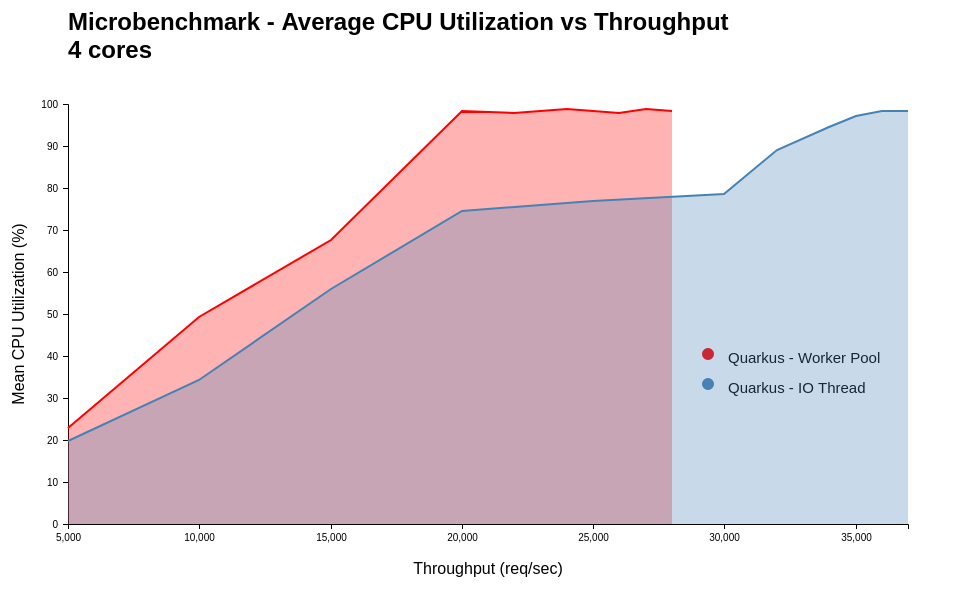 Microbenchmark - Average CPU Utilization vs Throughput
4 cores
Mean CPU Utilization (%)
100
90
80
70
60
50
40
30
20
10
0
Quarkus - Worker Pool
Quarkus - IO Thread
5,000 10,000 15,000 20,000 25,000 30,000 35,000
Throughput (req/sec)